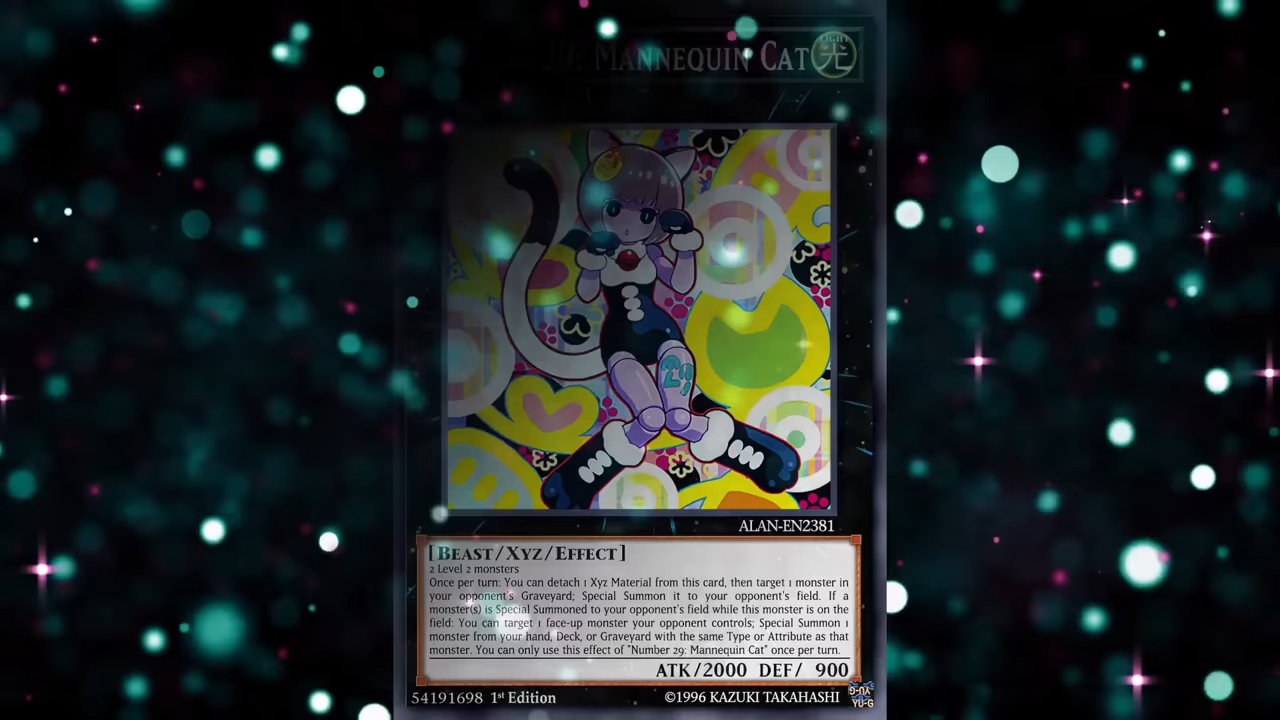 Mannequin Cat
LIGHT
光
29
ALAN-EN2381
[Beast/Xyz/Effect]
2 Level 2 monsters
Once per turn: You can detach 1 Xyz Material from this card, then target 1 monster in
your opponent's Graveyard; Special Summon it to your opponent's field. If a
monster(s) is Special Summoned to your opponent's field while this monster is on the
field: You can target 1 face-up monster your opponent controls; Special Summon 1
monster from your hand, Deck, or Graveyard with the same Type or Attribute as that
monster. You can only use this effect of "Number 29: Mannequin Cat" once per turn.
ATK/2000 DEF/ 900
54191698 1st Edition
©1996 KAZUKI TAKAHASHI